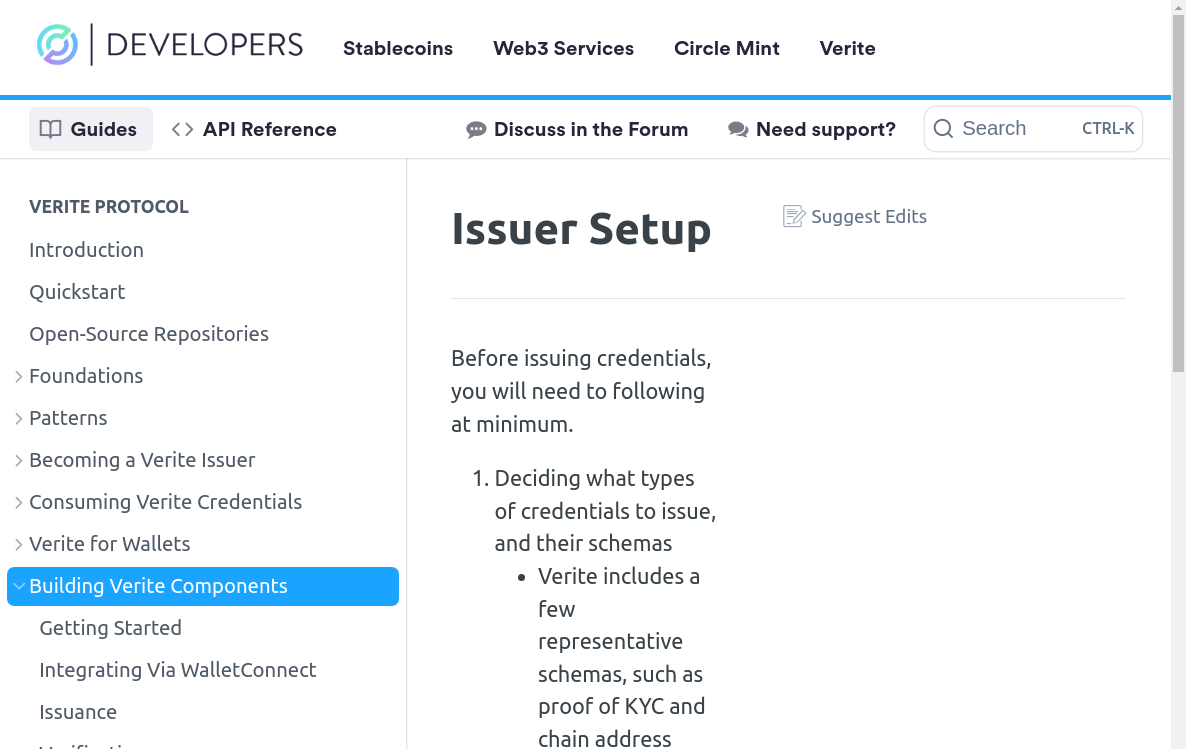 DEVELOPERS
Stablecoins
Web3 Services
Circle Mint
Verite
Guides
API Reference
Discuss in the Forum
Need support?
Search
CTRL-K
VERITE PROTOCOL
Introduction
Quickstart
Open-Source Repositories
Foundations
Patterns
Becoming a Verite Issuer
Consuming Verite Credentials
Verite for Wallets
Building Verite Components
Getting Started
Integrating Via WalletConnect
Issuance
Issuer Setup
Suggest Edits
Before issuing credentials,
you will need to following
at minimum.
1. Deciding what types
of credentials to issue,
and their schemas
• Verite includes a
few
representative
schemas, such as
proof of KYC and
chain address